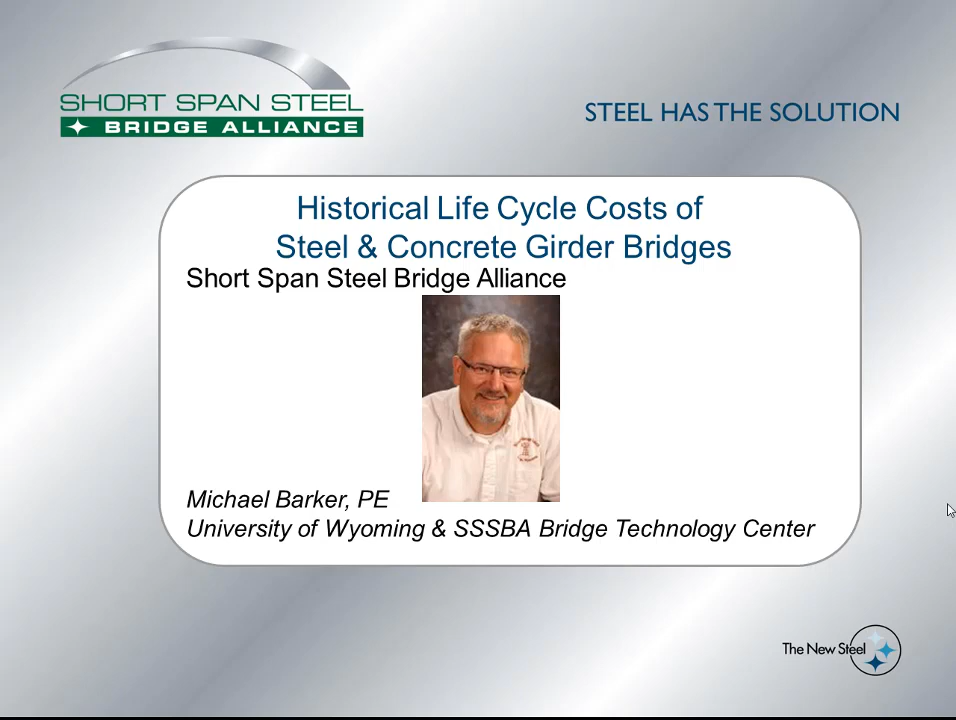 SHORT SPAN STEEL
BRIDGE ALLIANCE
STEEL HAS THE SOLUTION
Historical Life Cycle Costs of
Steel & Concrete Girder Bridges
Short Span Steel Bridge Alliance
Michael Barker, PE
University of Wyoming & SSSBA Bridge Technology Center
The New Steel